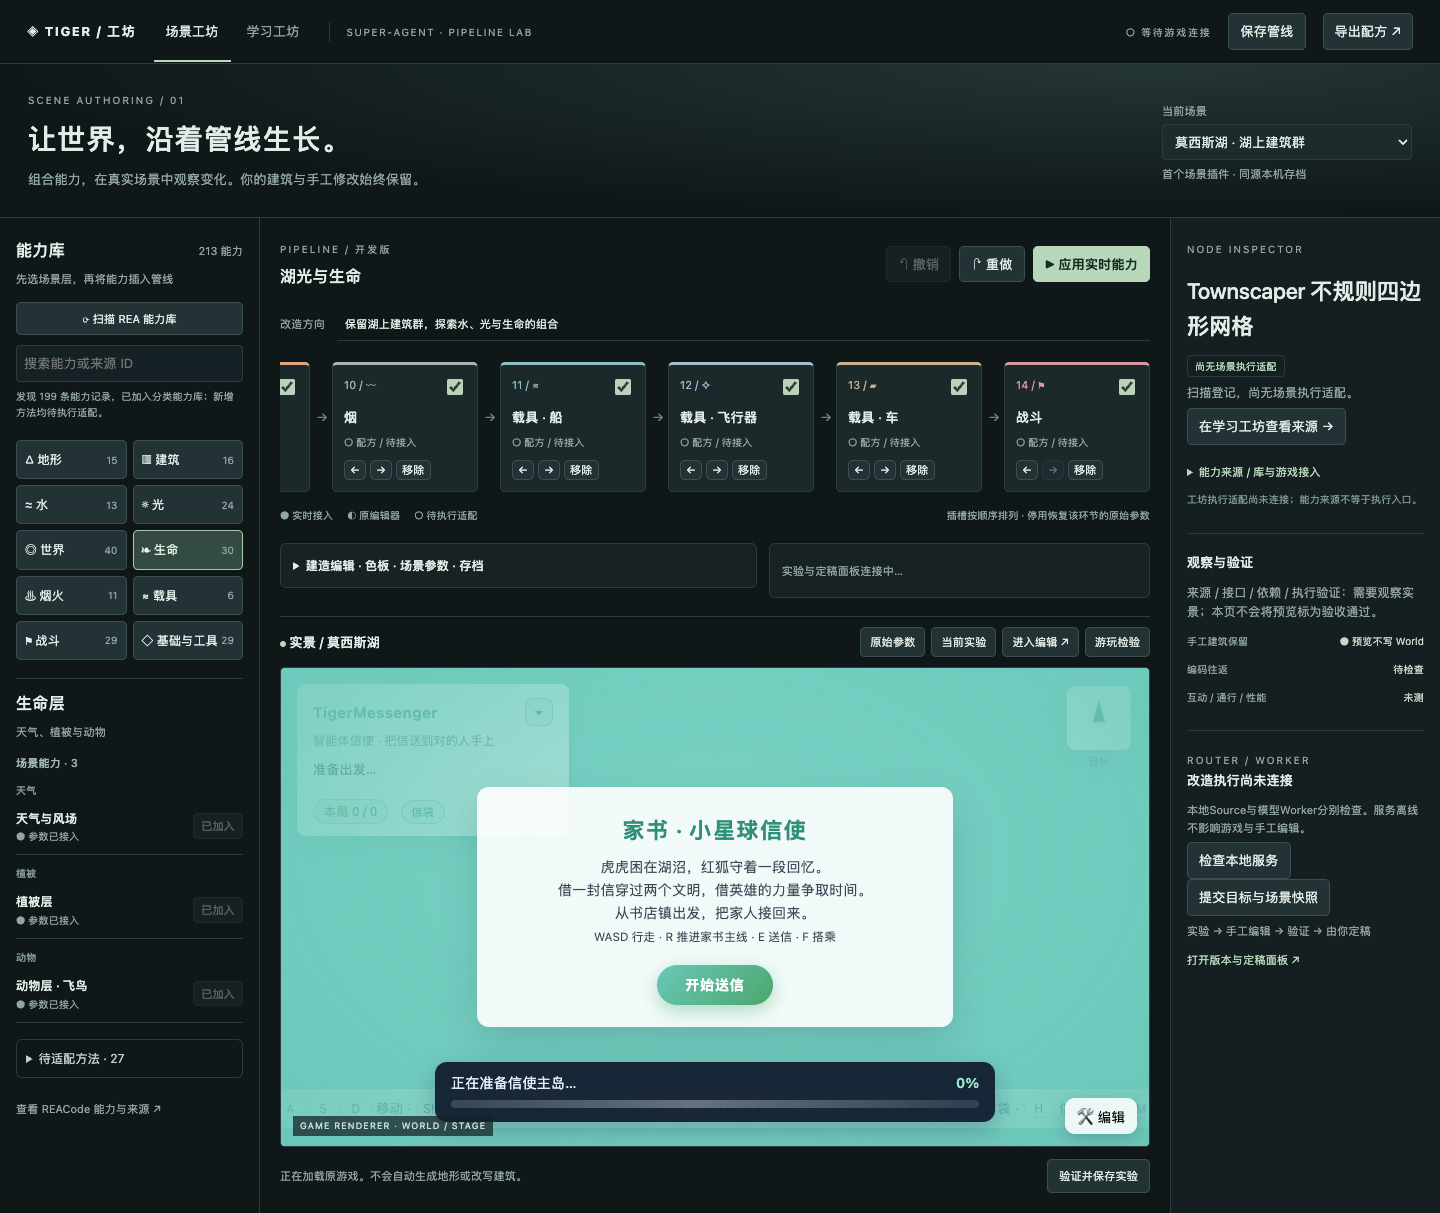 ◈ TIGER / 工坊
场景工坊
学习工坊
SUPER-AGENT · PIPELINE LAB
○ 等待游戏连接
保存管线
导出配方 ↗
SCENE AUTHORING / 01
让世界，沿着管线生长。
组合能力，在真实场景中观察变化。你的建筑与手工修改始终保留。
当前场景
莫西斯湖 · 湖上建筑群
首个场景插件 · 同源本机存档
能力库
213 能力
先选场景层，再将能力插入管线
⟳ 扫描 REA 能力库
搜索能力或来源 ID
发现 199 条能力记录，已加入分类能力库；新增
方法均待执行适配。
地形 15
建筑 16
≈ 水 13
光 24
◎ 世界 40
生命 30
烟火 11
载具 6
战斗 29
◇ 基础与工具 29
生命层
天气、植被与动物
场景能力 · 3
天气
天气与风场
● 参数已接入
已加入
植被
植被层
● 参数已接入
已加入
动物
动物层 · 飞鸟
● 参数已接入
已加入
▶ 待适配方法 · 27
查看 REACode 能力与来源 ↗
PIPELINE / 开发版
湖光与生命
撤销
重做
▶ 应用实时能力
改造方向
保留湖上建筑群，探索水、光与生命的组合
→
10 / 〰
烟
○ 配方 / 待接入
← → 移除
→
11 / ≈
载具 · 船
○ 配方 / 待接入
← → 移除
→
12 / ✧
载具 · 飞行器
○ 配方 / 待接入
← → 移除
→
13 / ▰
载具 · 车
○ 配方 / 待接入
← → 移除
→
14 / ⚑
战斗
○ 配方 / 待接入
← → 移除
● 实时接入
◐ 原编辑器
○ 待执行适配
插槽按顺序排列 · 停用恢复该环节的原始参数
▶ 建造编辑 · 色板 · 场景参数 · 存档
实验与定稿面板连接中…
● 实景 / 莫西斯湖
原始参数
当前实验
进入编辑 ↗
游玩检验
TigerMessenger
智能体信使 · 把信送到对的人手上
准备出发…
本局 0 / 0
信袋
目标
家书 · 小星球信使
虎虎困在湖沼，红狐守着一段回忆。
借一封信穿过两个文明，借英雄的力量争取时间。
从书店镇出发，把家人接回来。
WASD 行走 · R 推进家书主线 · E 送信 · F 搭乘
开始送信
正在准备信使主岛…
0%
A S D 移动 ·
袋 · H
GAME RENDERER · WORLD / STAGE
🛠 编辑
正在加载原游戏。不会自动生成地形或改写建筑。
验证并保存实验
NODE INSPECTOR
Townscaper 不规则四边
形网格
尚无场景执行适配
扫描登记，尚无场景执行适配。
在学习工坊查看来源 →
▶ 能力来源 / 库与游戏接入
工坊执行适配尚未连接；能力来源不等于执行入口。
观察与验证
来源 / 接口 / 依赖 / 执行验证：需要观察实
景；本页不会将预览标为验收通过。
手工建筑保留
● 预览不写 World
编码往返
待检查
互动 / 通行 / 性能
未测
ROUTER / WORKER
改造执行尚未连接
本地Source与模型Worker分别检查。服务离线
不影响游戏与手工编辑。
检查本地服务
提交目标与场景快照
实验 → 手工编辑 → 验证 → 由你定稿
打开版本与定稿面板 ↗